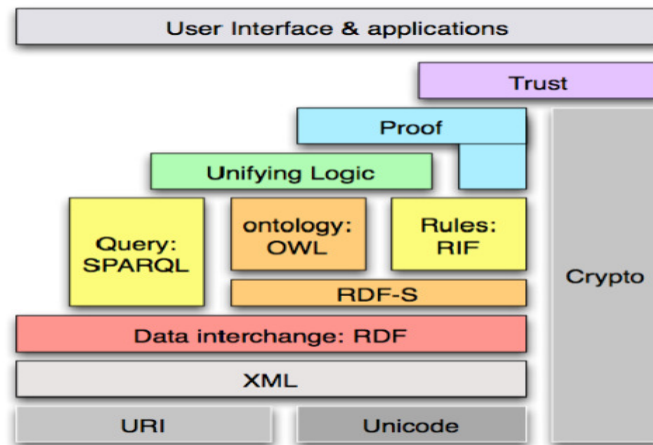 User Interface & applications
Trust
Proof
Unifying Logic
Query:
SPARQL
ontology:
OWL
Rules:
RIF
Crypto
RDF-S
Data interchange: RDF
XML
URI
Unicode